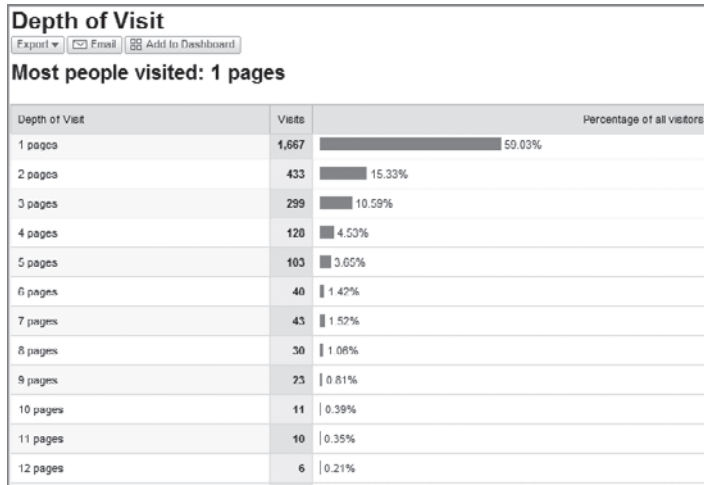 Depth of Visit
Export Email Add to Dashboard
Most people visited: 1 pages
Depth of Visit Visits Percentage of all visitors
1 pages 1,667 59.03%
2 pages 433 15.33%
3 pages 299 10.59%
4 pages 128 4.53%
5 pages 103 3.65%
6 pages 40 1.42%
7 pages 43 1.52%
8 pages 30 1.06%
9 pages 23 0.81%
10 pages 11 0.39%
11 pages 10 0.35%
12 pages 6 0.21%